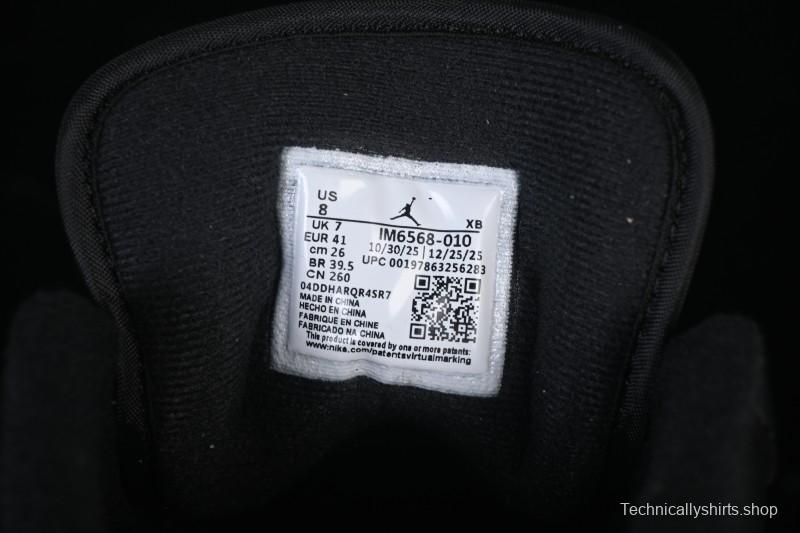 US
8
XB
UK 7
IM6568-010
EUR 41
10/30/25 | 12/25/25
cm 26
UPC 00197863256283
BR 39.5
CN 260
04DDHARQR4SR7
MADE IN CHINA
HECHO EN CHINA
FABRIQUE EN CHINE
FABRICADO NA CHINA
This product is covered by one or more patents:
www.nike.com/patentsvirtualmarking
Technicallyshirts.shop